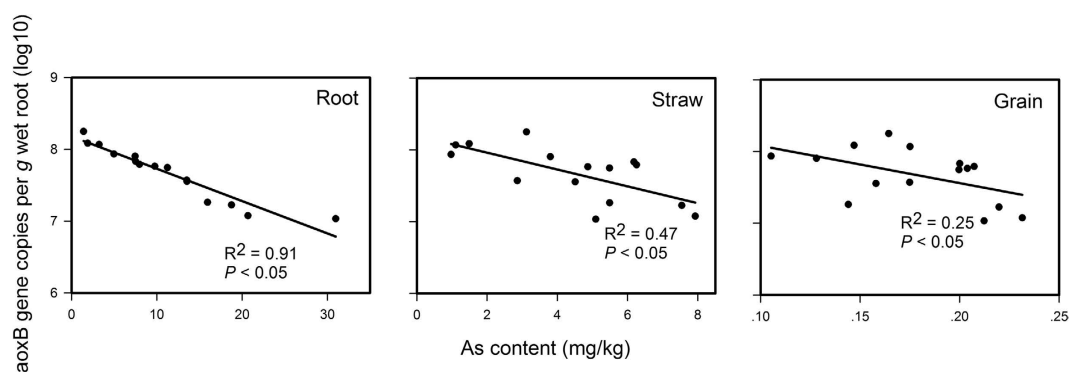 aoxB gene copies per g wet root (log10)
9
8
7
6
Root
R2 = 0.91
P < 0.05
0 10 20 30
Straw
R2 = 0.47
P < 0.05
0 2 4 6 8
Grain
R2 = 0.25
P < 0.05
.10 .15 .20 .25
As content (mg/kg)